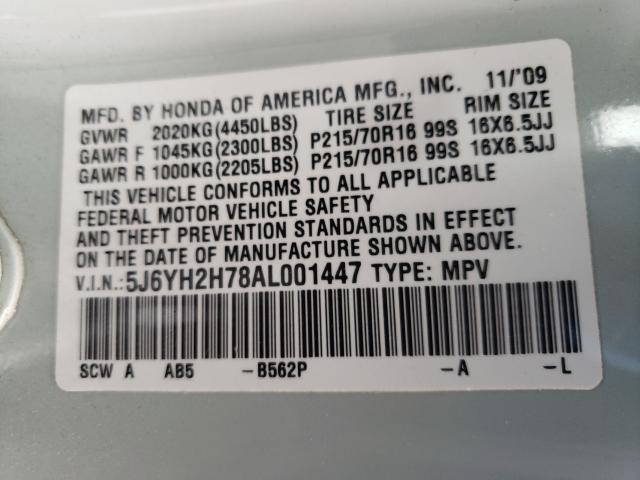 MFD. BY HONDA OF AMERICA MFG., INC. 11/'09
GVWR 2020KG(4450LBS) TIRE SIZE RIM SIZE
GAWR F 1045KG(2300LBS) P215/70R16 99S 16X6.5JJ
GAWR R 1000KG(2205LBS) P215/70R16 99S 16X6.5JJ
THIS VEHICLE CONFORMS TO ALL APPLICABLE
FEDERAL MOTOR VEHICLE SAFETY
AND THEFT PREVENTION STANDARDS IN EFFECT
ON THE DATE OF MANUFACTURE SHOWN ABOVE.
V.I.N.:5J6YH2H78AL001447 TYPE: MPV
SCW A AB5 -B562P -A -L